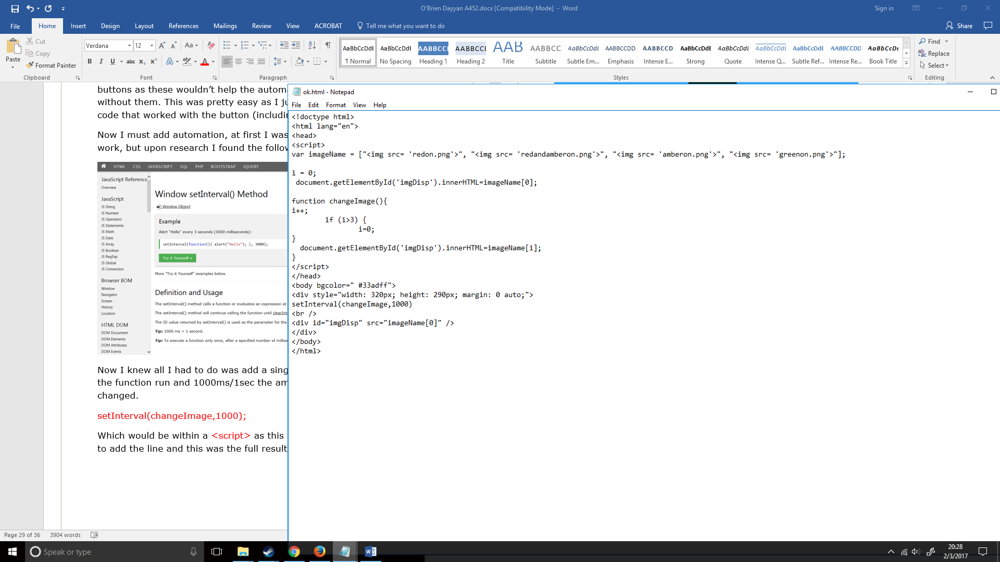 O'Brien Dayyan A452.docx [Compatibility Mode] - Word
Sign in
File Home Insert Design Layout References Mailings Review View ACROBAT Tell me what you want to do
Share
Paste
Cut
Copy
Format Painter
Clipboard
Verdana 12
Aa
B I U abc x₂ x² A A
Font
Paragraph
AaBbCcDdE AaBbCcDdE AABBCCI AABBCCI AAB AABBCC AaBbCcDdI AABBCCDD AABBCCD AaBbCcDdE AaBbCcDdI AaBbCcDdI AaBbCcDdE AABBCCDD AaBbCcDc
¶ Normal No Spacing Heading 1 Heading 2 Title Subtitle Subtle Em... Emphasis Intense E... Strong Quote Intense Q... Subtle Ref... Intense Re... Book Title
Styles
Find
Replace
Select
Editing
buttons as these wouldn't help the automa
without them. This was pretty easy as I ju
code that worked with the button (includin
Now I must add automation, at first I was
work, but upon research I found the follow
HTML CSS JAVASCRIPT SQL PHP BOOTSTRAP JQUERY
JavaScript Reference
Overview
JavaScript
JS String
JS Number
JS Operators
JS Statements
JS Math
JS Date
JS Array
JS Boolean
JS RegExp
JS Global
JS Conversion
Browser BOM
Window
Navigator
Screen
History
Location
HTML DOM
DOM Document
DOM Elements
DOM Attributes
DOM Events
Window setInterval() Method
Window Object
Example
Alert "Hello" every 3 seconds (3000 milliseconds):
setInterval(function(){ alert("Hello"); }, 3000);
Try it Yourself »
More "Try it Yourself" examples below.
Definition and Usage
The setInterval() method calls a function or evaluates an expression at
The setInterval() method will continue calling the function until clearInte
The ID value returned by setInterval() is used as the parameter for the
Tip: 1000 ms = 1 second.
Tip: To execute a function only once, after a specified number of millise
Now I knew all I had to do was add a sing
the function run and 1000ms/1sec the am
changed.
setInterval(changeImage,1000);
Which would be within a <script> as this
to add the line and this was the full result
ok.html - Notepad
File Edit Format View Help
<!doctype html>
<html lang="en">
<head>
<script>
var imageName = ["<img src= 'redon.png'>", "<img src= 'redandamberon.png'>", "<img src= 'amberon.png'>", "<img src= 'greenon.png'>"];
i = 0;
document.getElementById('imgDisp').innerHTML=imageName[0];
function changeImage(){
i++;
if (i>3) {
i=0;
}
document.getElementById('imgDisp').innerHTML=imageName[i];
}
</script>
</head>
<body bgcolor=" #33adff">
<div style="width: 320px; height: 290px; margin: 0 auto;">
setInterval(changeImage,1000)
<br />
<div id="imgDisp" src="imageName[0]" />
</div>
</body>
</html>
Page 29 of 36 3904 words
Speak or type
20:28
2/3/2017